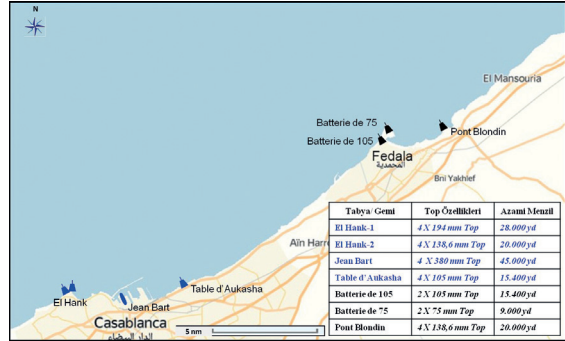 N
El Mansouria
Batterie de 75
Batterie de 105
Pont Blondin
Fedala
المحمدية
Bni Yakhlef
Aïn Harro
Table d'Aukasha
El Hank
Jean Bart
Casablanca
الدار البيضاء
5 nm
Tabya/ Gemi Top Özellikleri Azami Menzil
El Hank-1 4 X 194 mm Top 28.000 yd
El Hank-2 4 X 138,6 mm Top 20.000 yd
Jean Bart 4 X 380 mm Top 45.000 yd
Table d'Aukasha 4 X 105 mm Top 15.400 yd
Batterie de 105 2 X 105 mm Top 15.400 yd
Batterie de 75 2 X 75 mm Top 9.000 yd
Pont Blondin 4 X 138,6 mm Top 20.000 yd